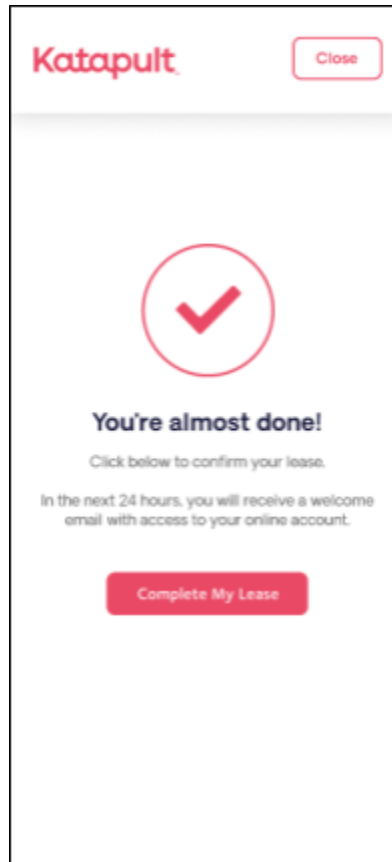 Katapult
Close
You're almost done!
Click below to confirm your lease.
In the next 24 hours, you will receive a welcome
email with access to your online account.
Complete My Lease